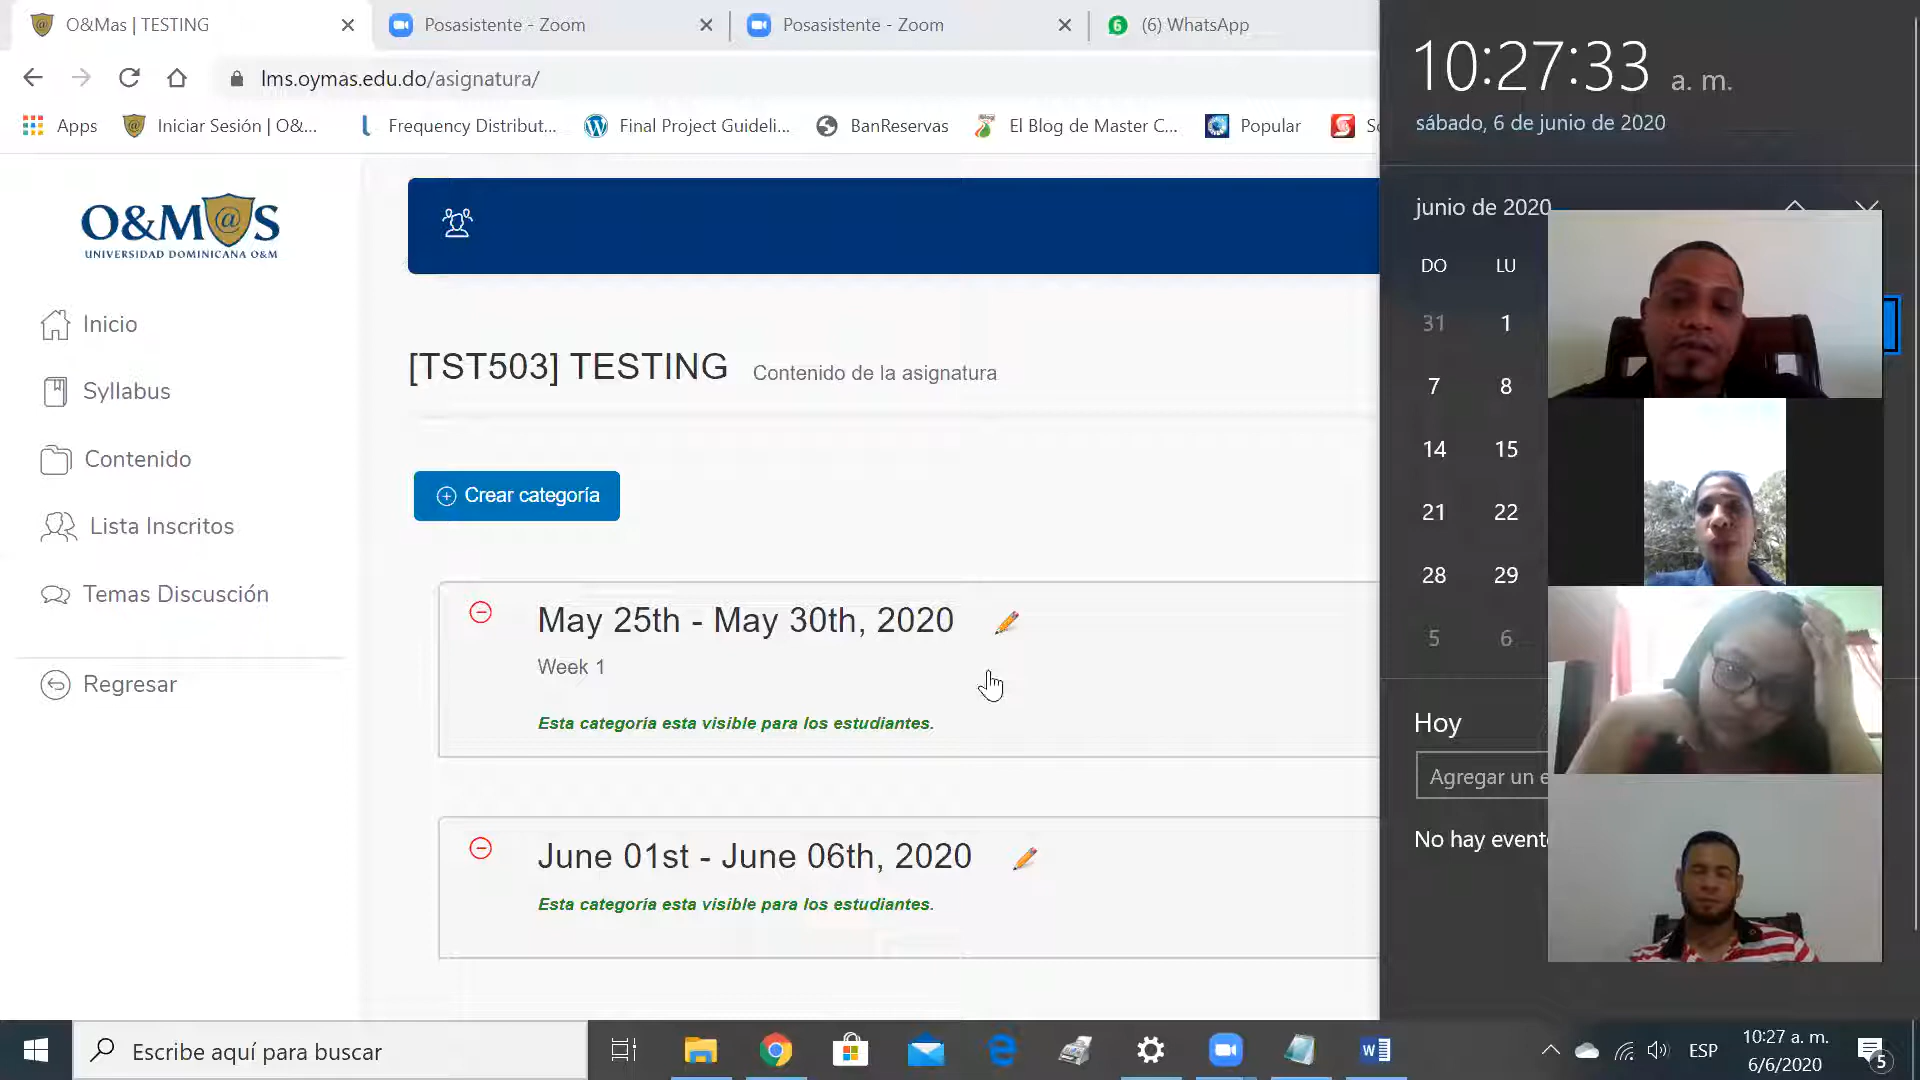 O&Mas | TESTING
Posasistente - Zoom
Posasistente - Zoom
(6) WhatsApp
lms.oymas.edu.do/asignatura/
Apps
Iniciar Sesión | O&...
Frequency Distribut...
Final Project Guideli...
BanReservas
El Blog de Master C...
Popular
O&M@S
UNIVERSIDAD DOMINICANA O&M
Inicio
Syllabus
Contenido
Lista Inscritos
Temas Discusción
Regresar
[TST503] TESTING Contenido de la asignatura
Crear categoría
May 25th - May 30th, 2020
Week 1
Esta categoría esta visible para los estudiantes.
June 01st - June 06th, 2020
Esta categoría esta visible para los estudiantes.
10:27:33 a. m.
sábado, 6 de junio de 2020
junio de 2020
DO LU
31 1
7 8
14 15
21 22
28 29
5 6
Hoy
Agregar un e
No hay event
Escribe aquí para buscar
ESP
10:27 a. m.
6/6/2020
5